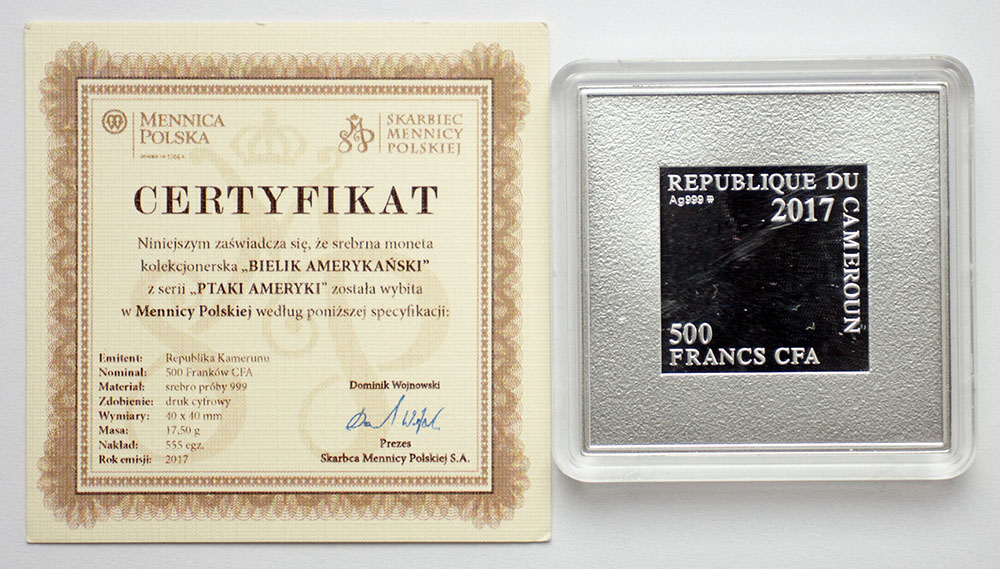 MENNICA
POLSKA
SKARBIEC
MENNICY
POLSKIEJ
CERTYFIKAT
Niniejszym zaświadcza się, że srebrna moneta
kolekcjonerska „BIELIK AMERYKAŃSKI”
z serii „PTAKI AMERYKI” została wybita
w Mennicy Polskiej według poniższej specyfikacji:
Emitent: Republika Kamerunu
Nominał: 500 Franków CFA
Materiał: srebro próby 999
Zdobienie: druk cyfrowy
Wymiary: 40 x 40 mm
Masa: 17,50 g
Nakład: 555 egz.
Rok emisji: 2017
Dominik Wojnowski
Prezes
Skarbca Mennicy Polskiej S.A.
REPUBLIQUE DU
CAMEROUN
Ag999
2017
500
FRANCS CFA